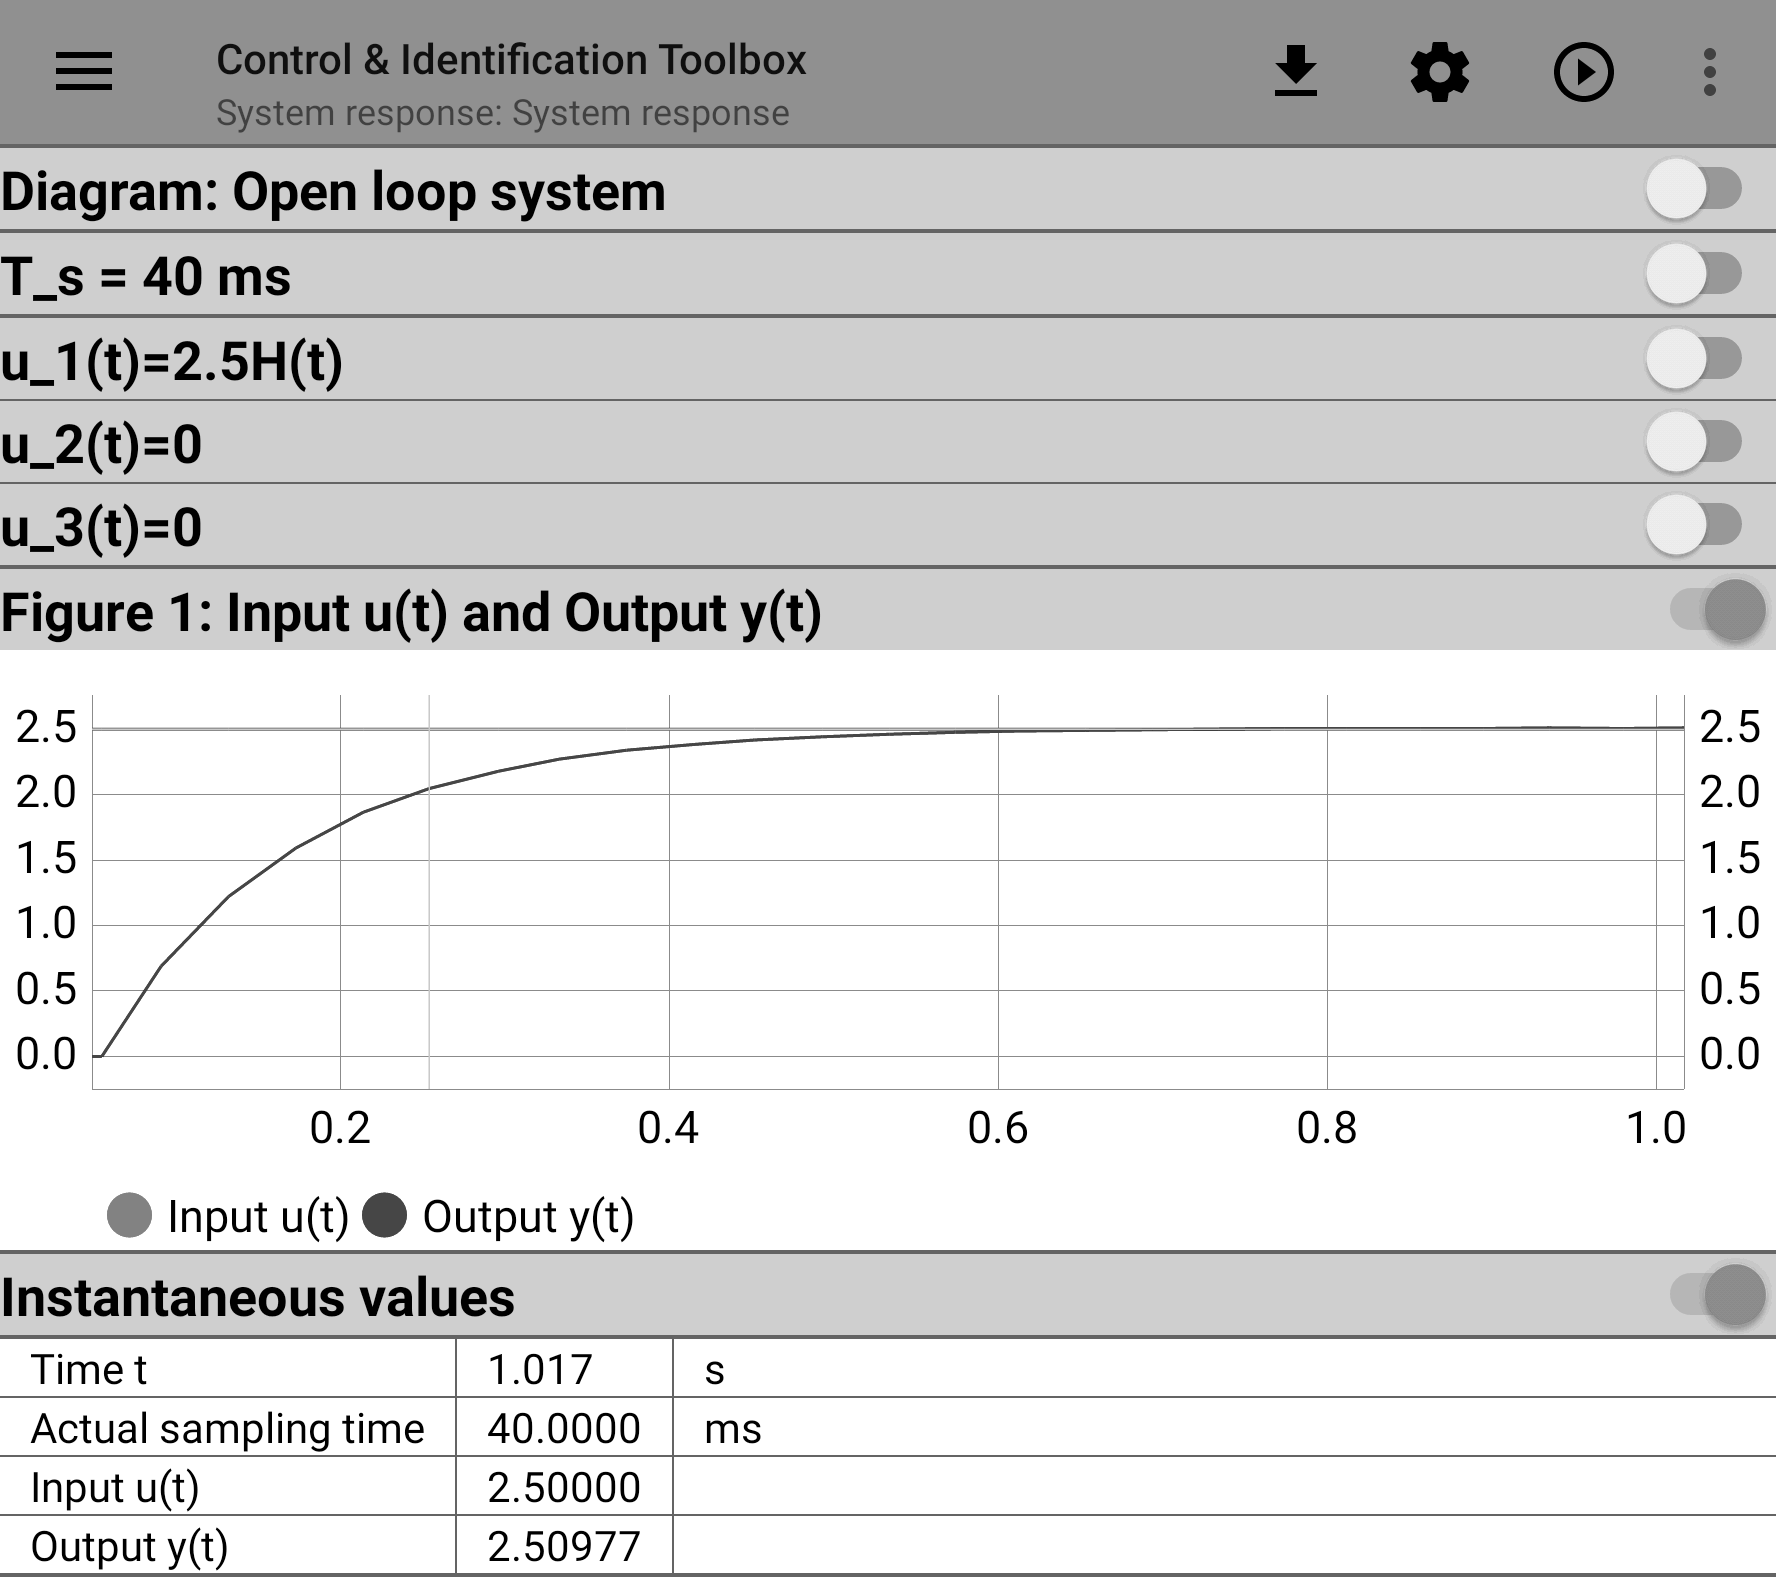 Control & Identification Toolbox
System response: System response
Diagram: Open loop system
T_s = 40 ms
u_1(t)=2.5H(t)
u_2(t)=0
u_3(t)=0
Figure 1: Input u(t) and Output y(t)
2.5 2.5
2.0 2.0
1.5 1.5
1.0 1.0
0.5 0.5
0.0 0.0
0.2 0.4 0.6 0.8 1.0
Input u(t) Output y(t)
Instantaneous values
Time t 1.017 s
Actual sampling time 40.0000 ms
Input u(t) 2.50000
Output y(t) 2.50977